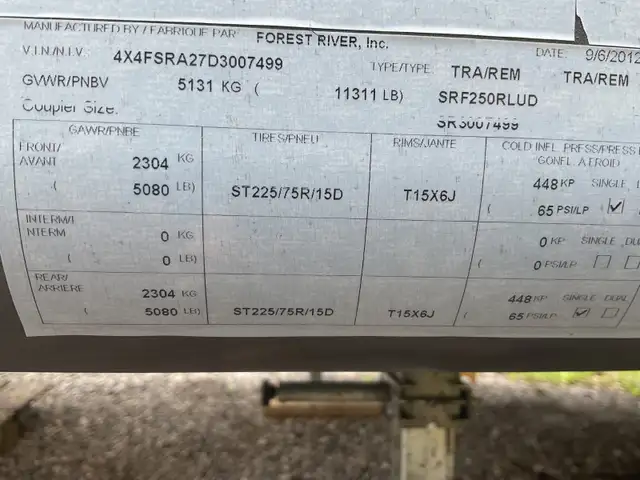 MANUFACTURED BY / FABRIQUE PAR: FOREST RIVER, Inc.
V.I.N./N.I.V.: 4X4FSRA27D3007499 DATE: 9/6/2012
TYPE/TYPE: TRA/REM TRA/REM
GVWR/PNBV 5131 KG ( 11311 LB) SRF250RLUD
Coupler Size: SR3007499
GAWR/PNBE TIRES/PNEU RIMS/JANTE COLD INFL. PRESS/PRESS
GONFL. A FROID
FRONT/
AVANT 2304 KG 448 KP SINGLE
( 5080 LB) ST225/75R/15D T15X6J ( 65 PSI/LP
INTERM/I
NTERM 0 KG 0 KP SINGLE DUAL
( 0 LB) ( 0 PSI/LP
REAR/
ARRIERE 2304 KG 448 KP SINGLE DUAL
( 5080 LB) ST225/75R/15D T15X6J ( 65 PSI/LP